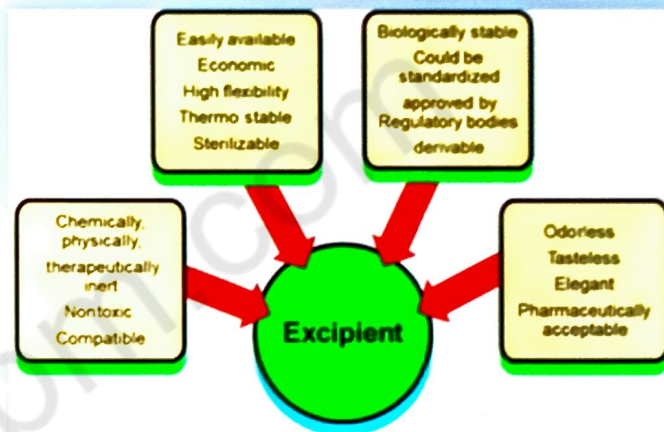 Easily available
Economic
High flexibility
Thermo stable
Sterilizable
Biologically stable
Could be
standardized
approved by
Regulatory bodies
derivable
Chemically,
physically,
therapeutically
inert
Nontoxic
Compatible
Odorless
Tasteless
Elegant
Pharmaceutically
acceptable
Excipient